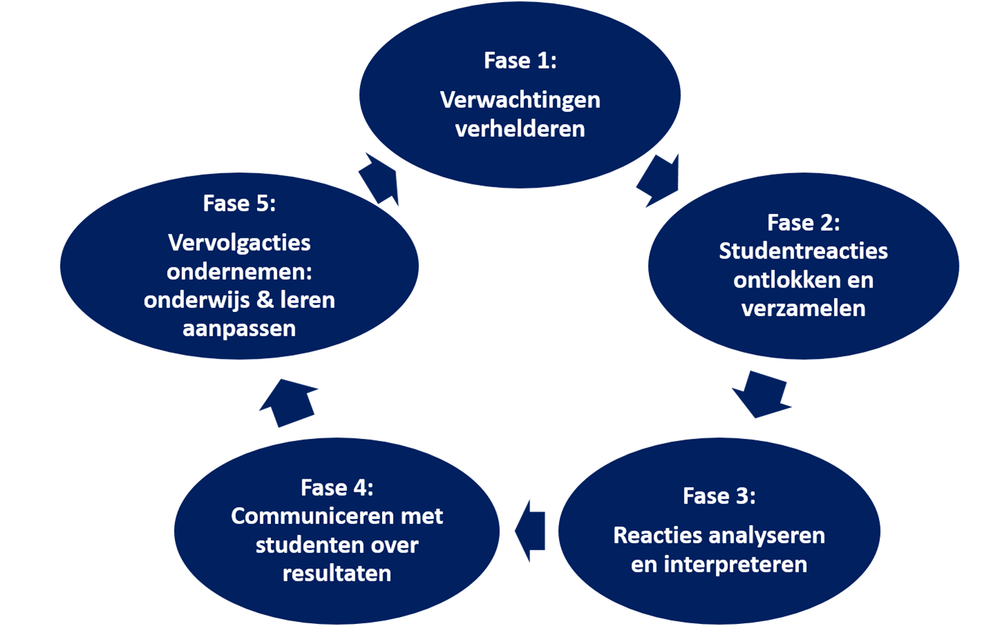 Fase 1:
Verwachtingen
verhelderen
Fase 2:
Studentreacties
ontlokken en
verzamelen
Fase 3:
Reacties analyseren
en interpreteren
Fase 4:
Communiceren met
studenten over
resultaten
Fase 5:
Vervolgacties
ondernemen:
onderwijs & leren
aanpassen